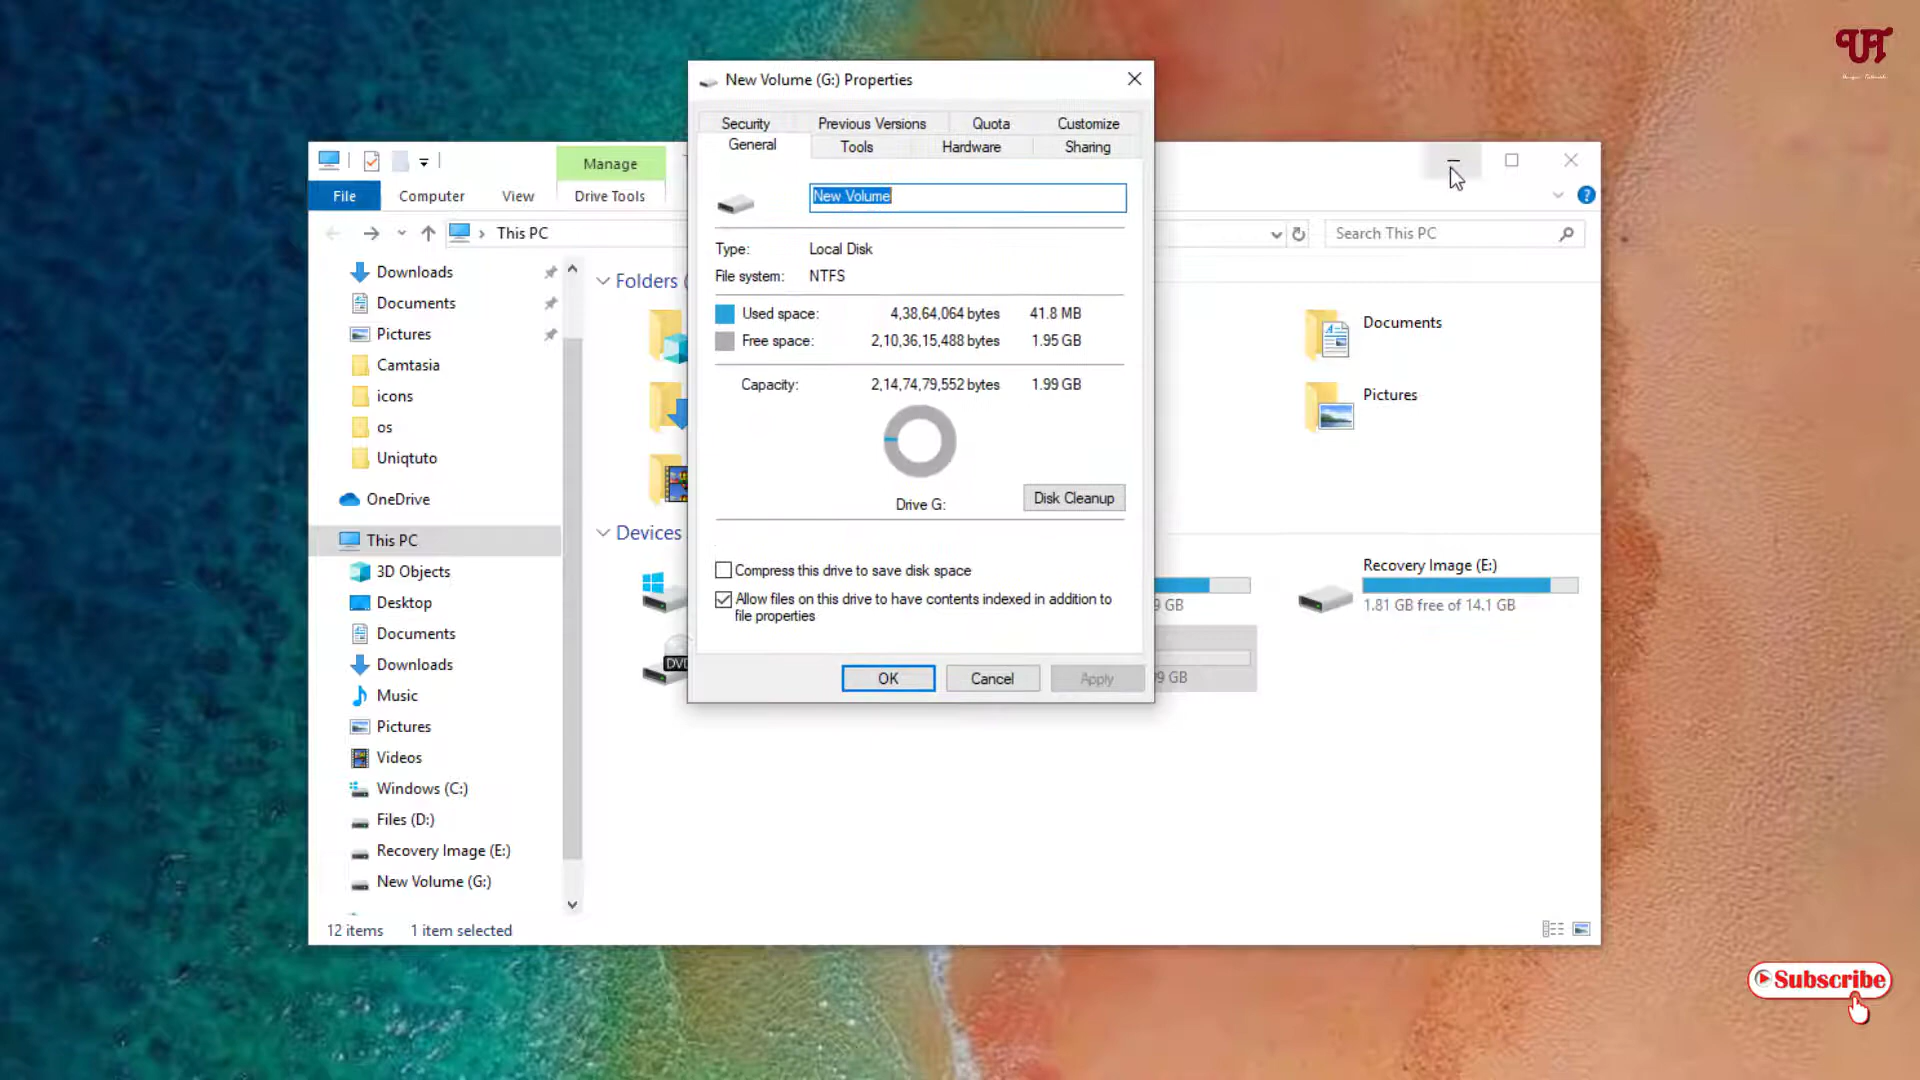 UT
New Volume (G:) Properties
Security
Previous Versions
Quota
Customize
General
Tools
Hardware
Sharing
New Volume
Type: Local Disk
File system: NTFS
Used space: 4,38,64,064 bytes 41.8 MB
Free space: 2,10,36,15,488 bytes 1.95 GB
Capacity: 2,14,74,79,552 bytes 1.99 GB
Drive G:
Disk Cleanup
Compress this drive to save disk space
Allow files on this drive to have contents indexed in addition to
file properties
OK
Cancel
Apply
Manage
File
Computer
View
Drive Tools
This PC
Search This PC
Downloads
Documents
Pictures
Camtasia
icons
os
Uniqtuto
OneDrive
This PC
3D Objects
Desktop
Documents
Downloads
Music
Pictures
Videos
Windows (C:)
Files (D:)
Recovery Image (E:)
New Volume (G:)
Folders (
Documents
Pictures
Devices
Recovery Image (E:)
1.81 GB free of 14.1 GB
9 GB
DVD
9 GB
12 items
1 item selected
Subscribe